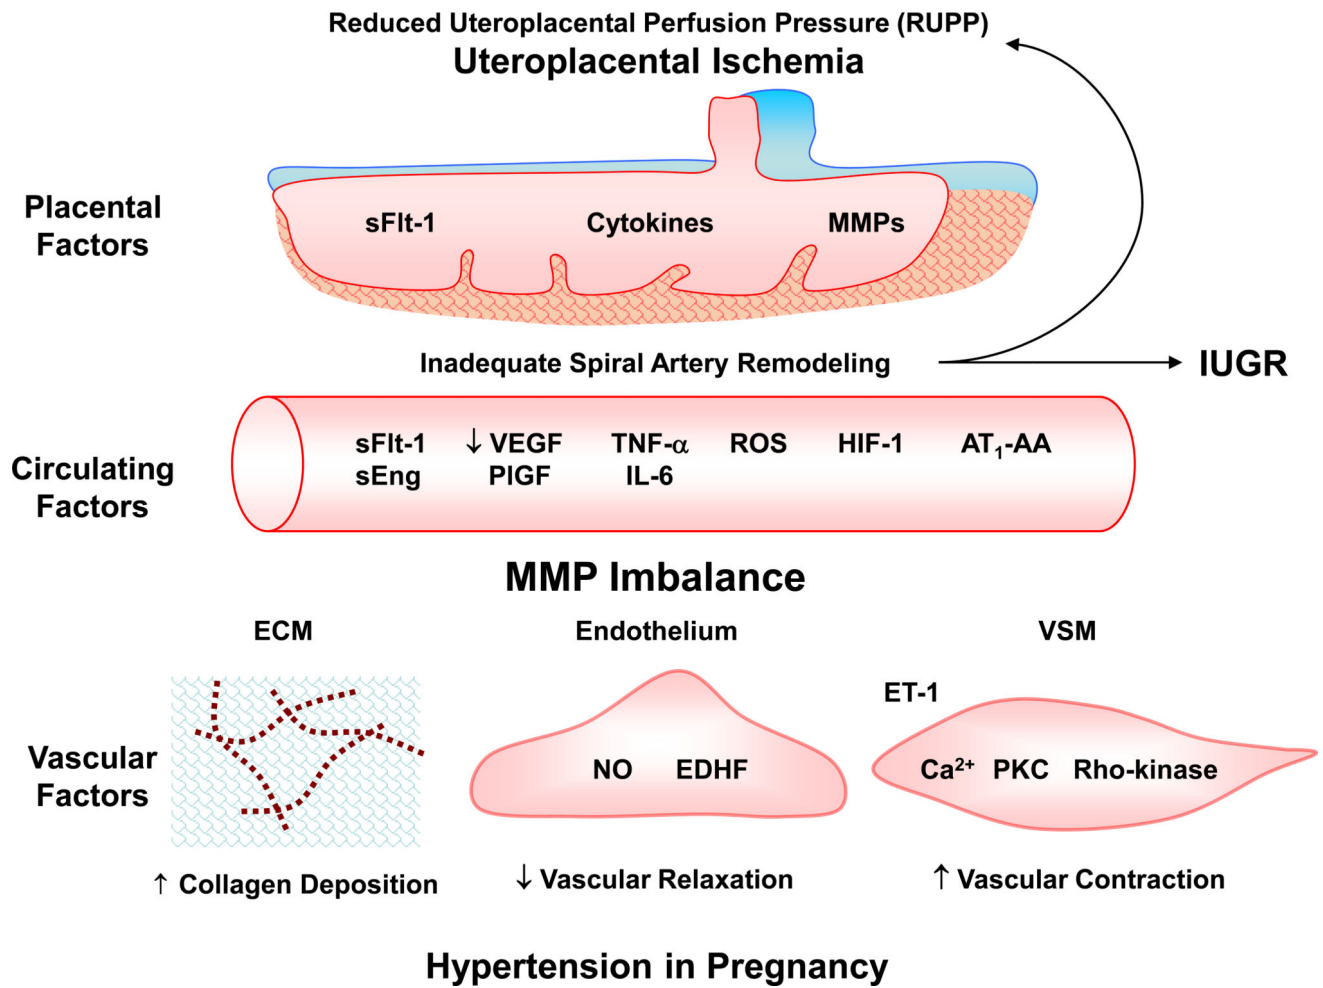 Reduced Uteroplacental Perfusion Pressure (RUPP)
Uteroplacental Ischemia
Placental
Factors
sFlt-1 Cytokines MMPs
Inadequate Spiral Artery Remodeling
IUGR
Circulating
Factors
sFlt-1 ↓ VEGF TNF-α ROS HIF-1 AT₁-AA
sEng PlGF IL-6
MMP Imbalance
ECM Endothelium VSM
Vascular
Factors
ET-1
NO EDHF
Ca²⁺ PKC Rho-kinase
↑ Collagen Deposition ↓ Vascular Relaxation ↑ Vascular Contraction
Hypertension in Pregnancy